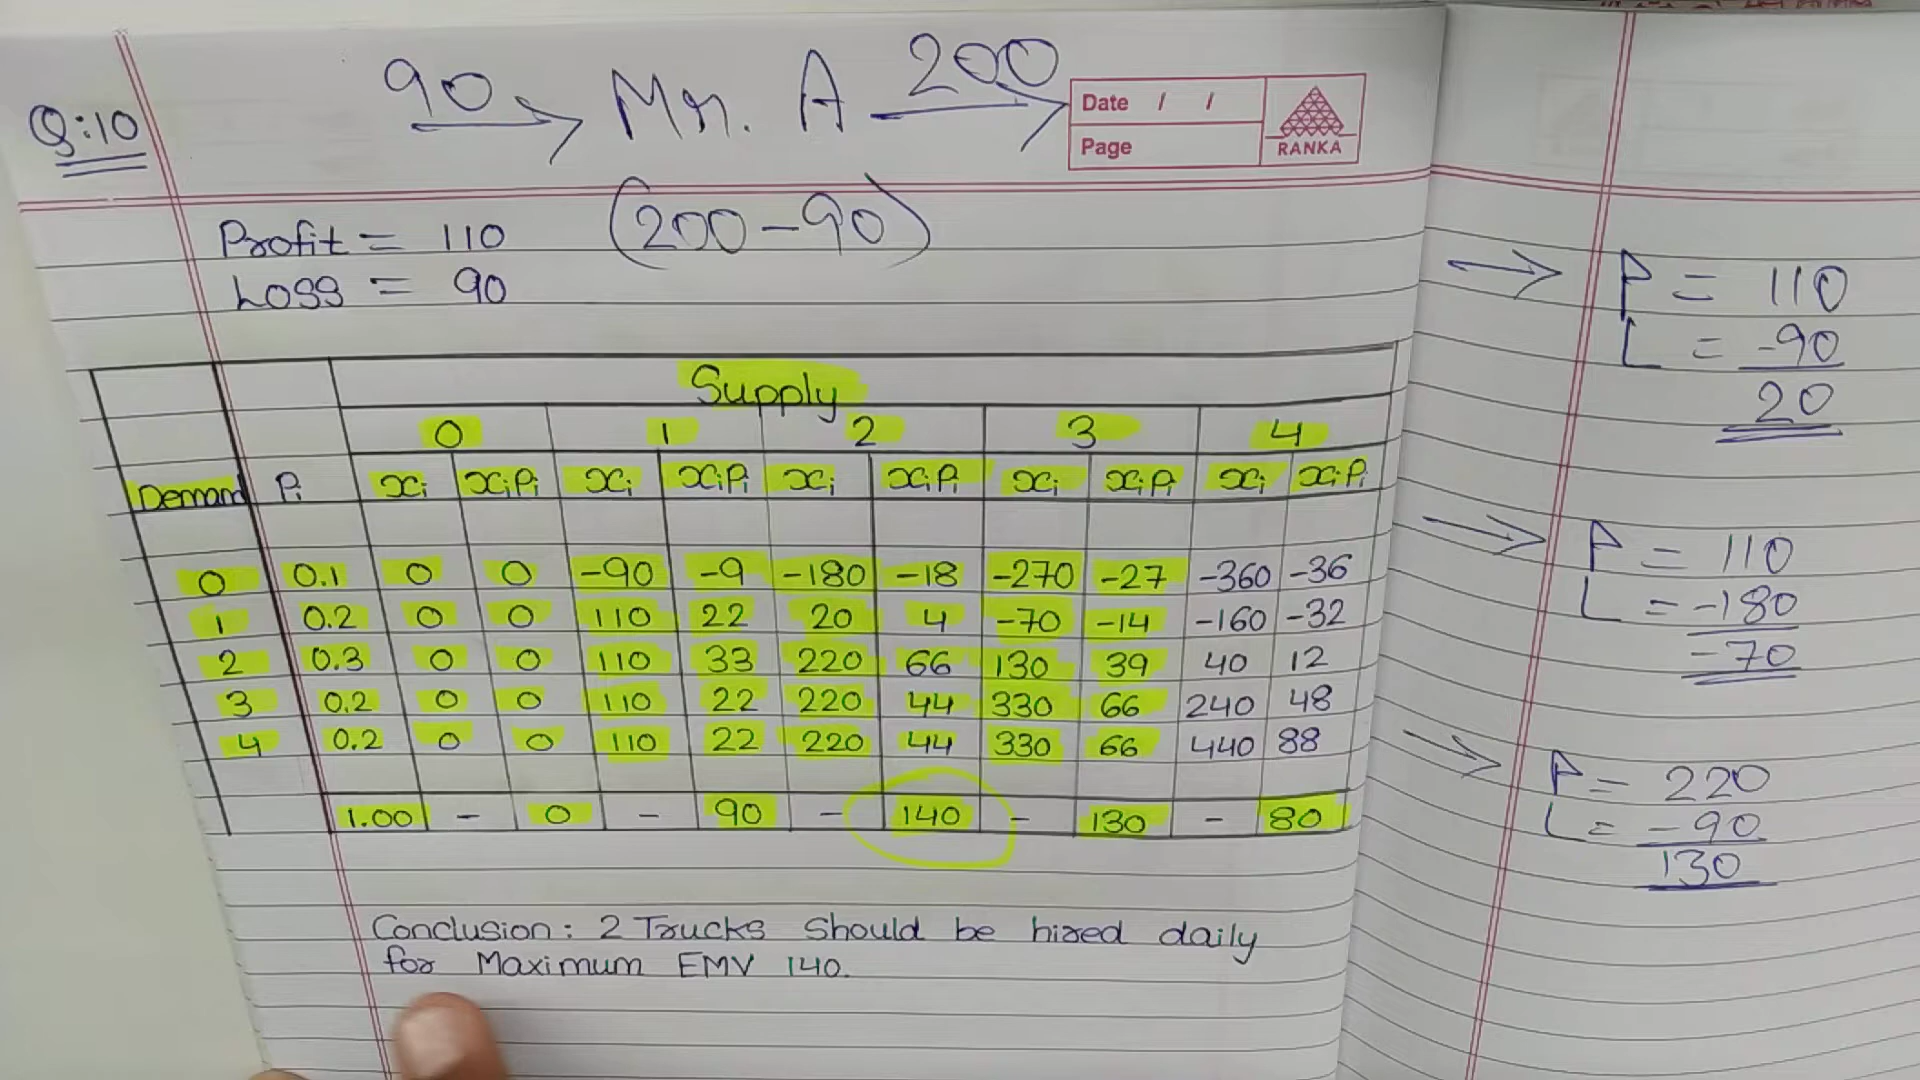 90 Mr. A 200
Q:10
Date / /
Page
RANKA
Profit = 110 (200-90)
Loss = 90
Supply
0 1 2 3 4
Demand Pi xi xiPi xi xiPi xi xiPi xi xiPi xi xiPi
0 0.1 0 0 -90 -9 -180 -18 -270 -27 -360 -36
1 0.2 0 0 110 22 20 4 -70 -14 -160 -32
2 0.3 0 0 110 33 220 66 130 39 40 12
3 0.2 0 0 110 22 220 44 330 66 240 48
4 0.2 0 0 110 22 220 44 330 66 440 88
1.00 - 0 - 90 - 140 - 130 - 80
Conclusion: 2 Trucks should be hired daily
for Maximum EMV 140.
P = 110
L = -90
20
P = 110
L = -180
-70
P = 220
L = -90
130